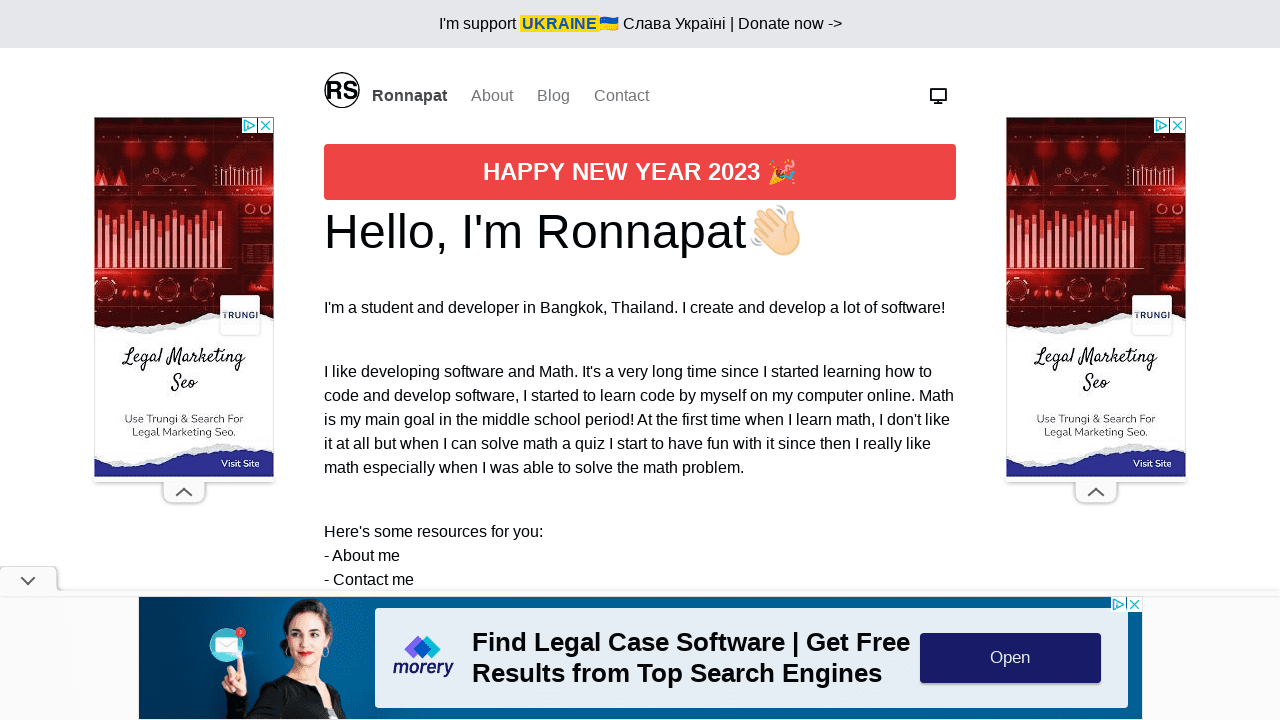 I'm support UKRAINE🇺🇦 Слава Україні | Donate now ->
RS Ronnapat About Blog Contact
HAPPY NEW YEAR 2023 🎉
Hello, I'm Ronnapat👋🏻
I'm a student and developer in Bangkok, Thailand. I create and develop a lot of software!
I like developing software and Math. It's a very long time since I started learning how to
code and develop software, I started to learn code by myself on my computer online. Math
is my main goal in the middle school period! At the first time when I learn math, I don't like
it at all but when I can solve math a quiz I start to have fun with it since then I really like
math especially when I was able to solve the math problem.
Here's some resources for you:
- About me
- Contact me
TRUNGI
Legal Marketing
Seo
Use Trungi & Search For
Legal Marketing Seo.
Visit Site
TRUNGI
Legal Marketing
Seo
Use Trungi & Search For
Legal Marketing Seo.
Visit Site
morery
Find Legal Case Software | Get Free
Results from Top Search Engines
Open